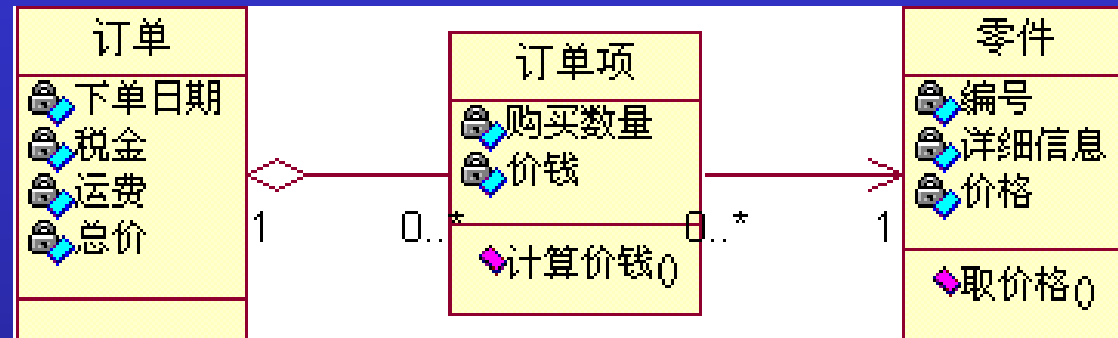 订单
下单日期
税金
运费
总价
1
0..*
订单项
购买数量
价钱
计算价钱()
0..*
1
零件
编号
详细信息
价格
取价格()